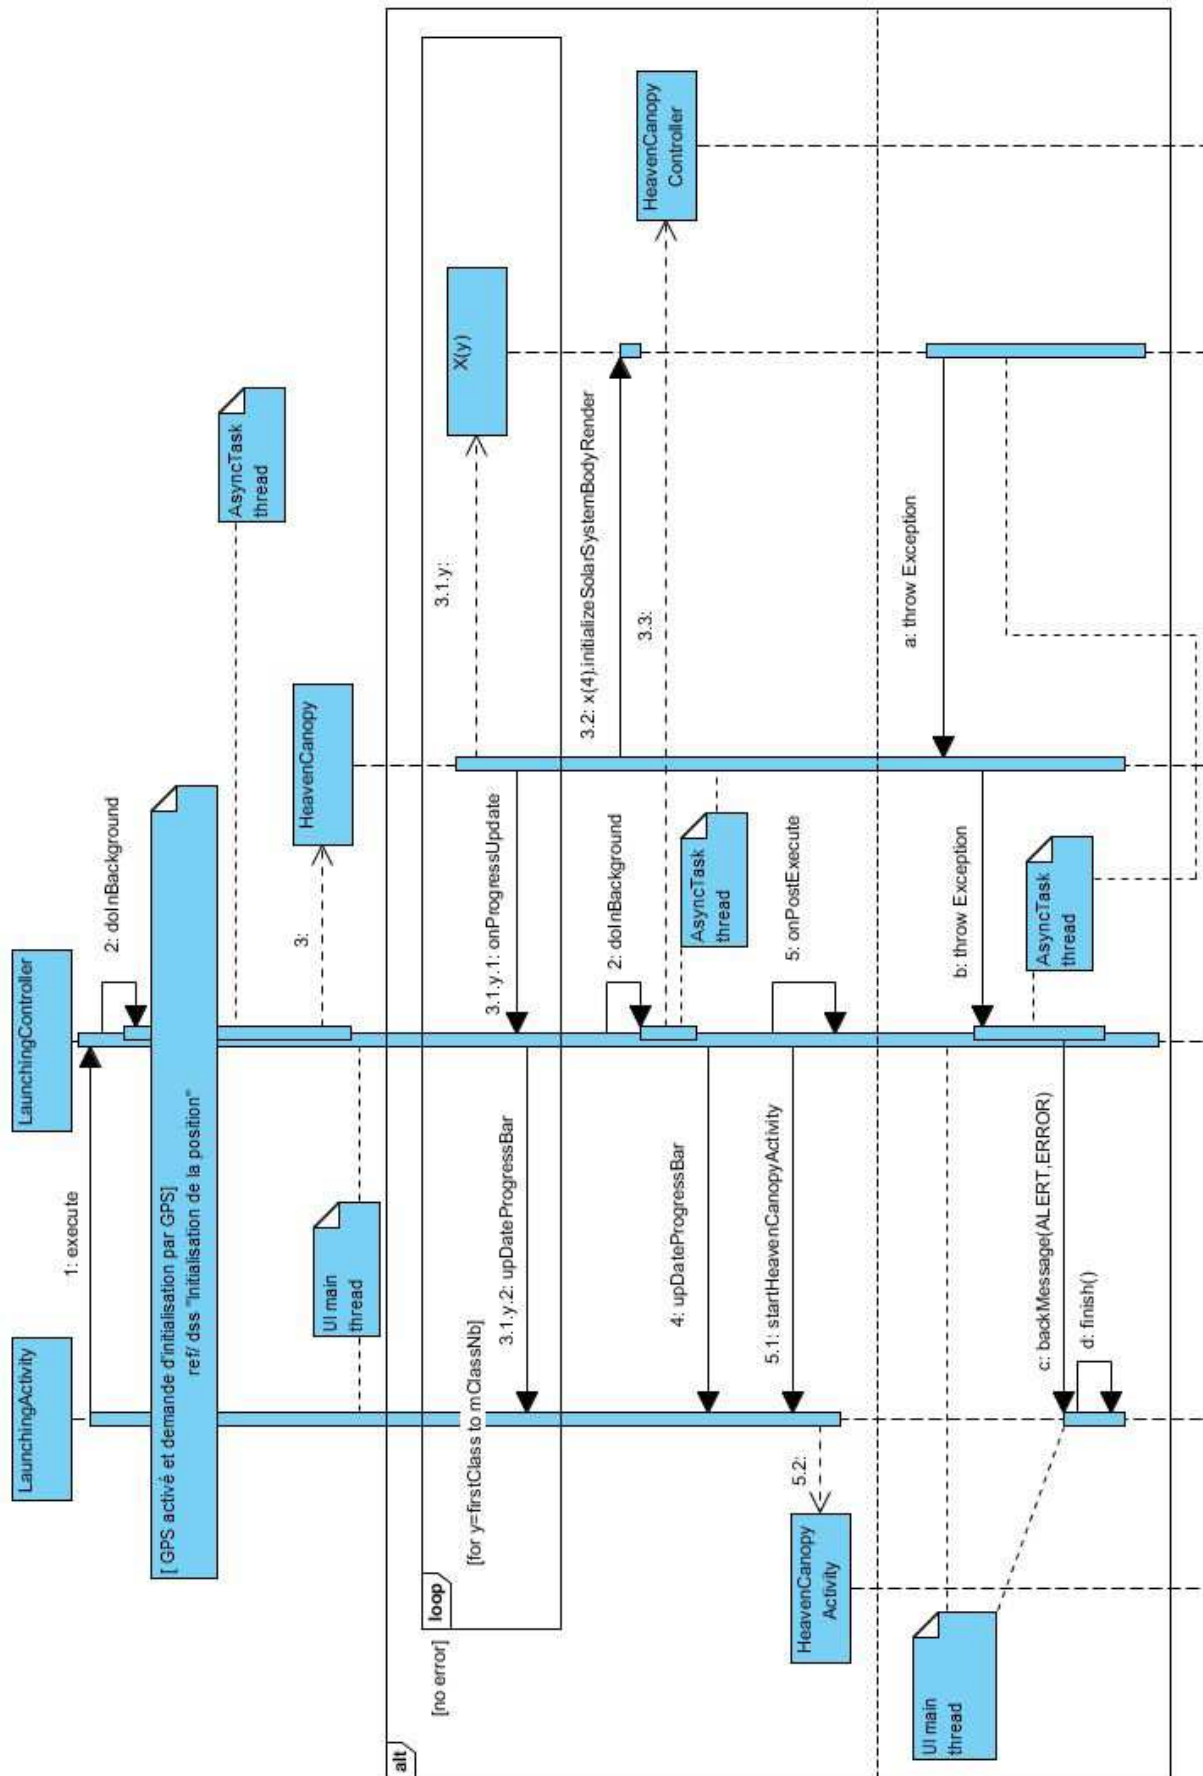 LaunchingActivity
LaunchingController
1: execute
2: doInBackground
[ GPS activé et demande d'initialisation par GPS]
ref/ dss "Initialisation de la position"
AsyncTask
thread
3:
HeavenCanopy
UI main
thread
alt
[no error]
loop
[for y=firstClass to mClassNb]
3.1.y:
X(y)
3.1.y.1: onProgressUpdate
3.1.y.2: upDateProgressBar
3.2: x(4).initializeSolarSystemBodyRender
2: doInBackground
3.3:
HeavenCanopy
Controller
AsyncTask
thread
4: upDateProgressBar
5: onPostExecute
5.1: startHeavenCanopyActivity
5.2:
HeavenCanopy
Activity
a: throw Exception
b: throw Exception
UI main
thread
AsyncTask
thread
c: backMessage(ALERT,ERROR)
d: finish()